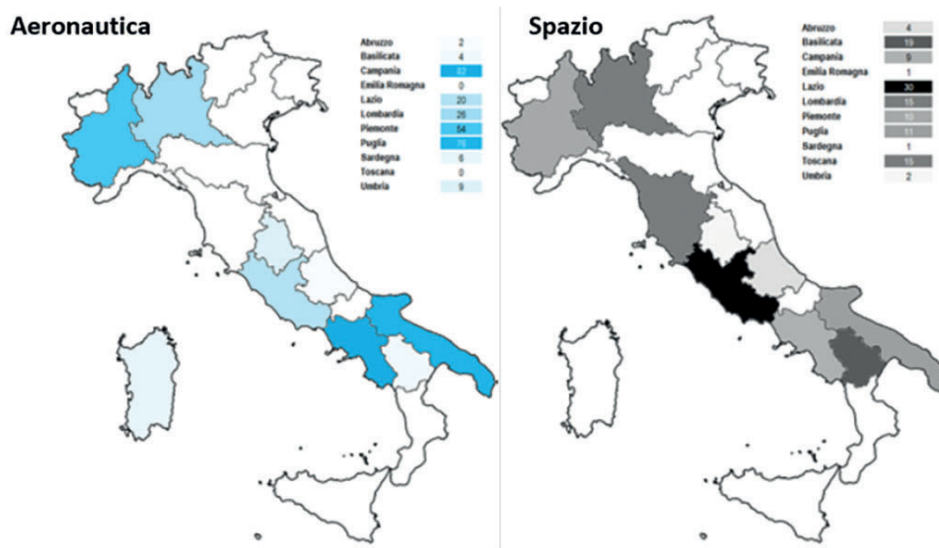 Aeronautica
Abruzzo 2
Basilicata 4
Campania 82
Emilia Romagna 0
Lazio 20
Lombardia 26
Piemonte 54
Puglia 76
Sardegna 6
Toscana 0
Umbria 9
Spazio
Abruzzo 4
Basilicata 19
Campania 9
Emilia Romagna 1
Lazio 30
Lombardia 15
Piemonte 10
Puglia 11
Sardegna 1
Toscana 15
Umbria 2